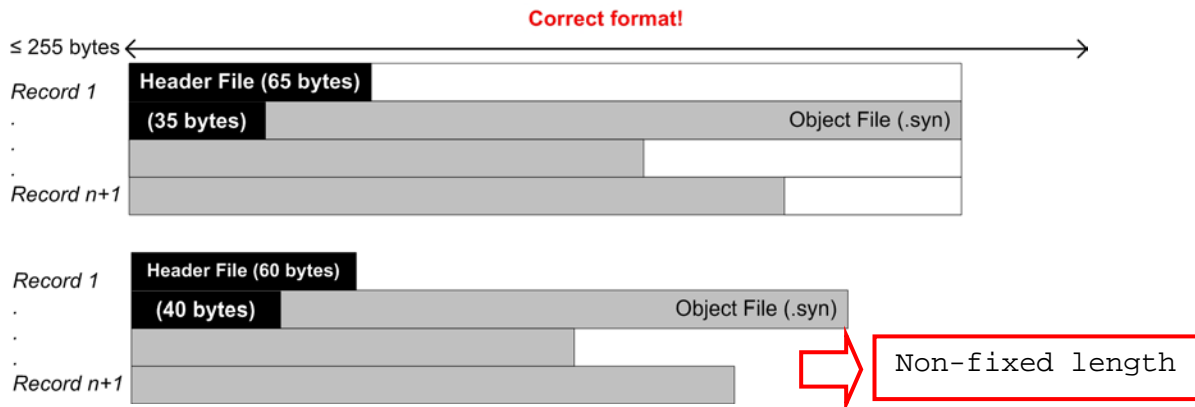 Correct format!
≤ 255 bytes
Record 1
Header File (65 bytes)
.
(35 bytes) Object File (.syn)
.
.
Record n+1
Record 1
Header File (60 bytes)
.
(40 bytes) Object File (.syn)
.
.
Record n+1
Non-fixed length